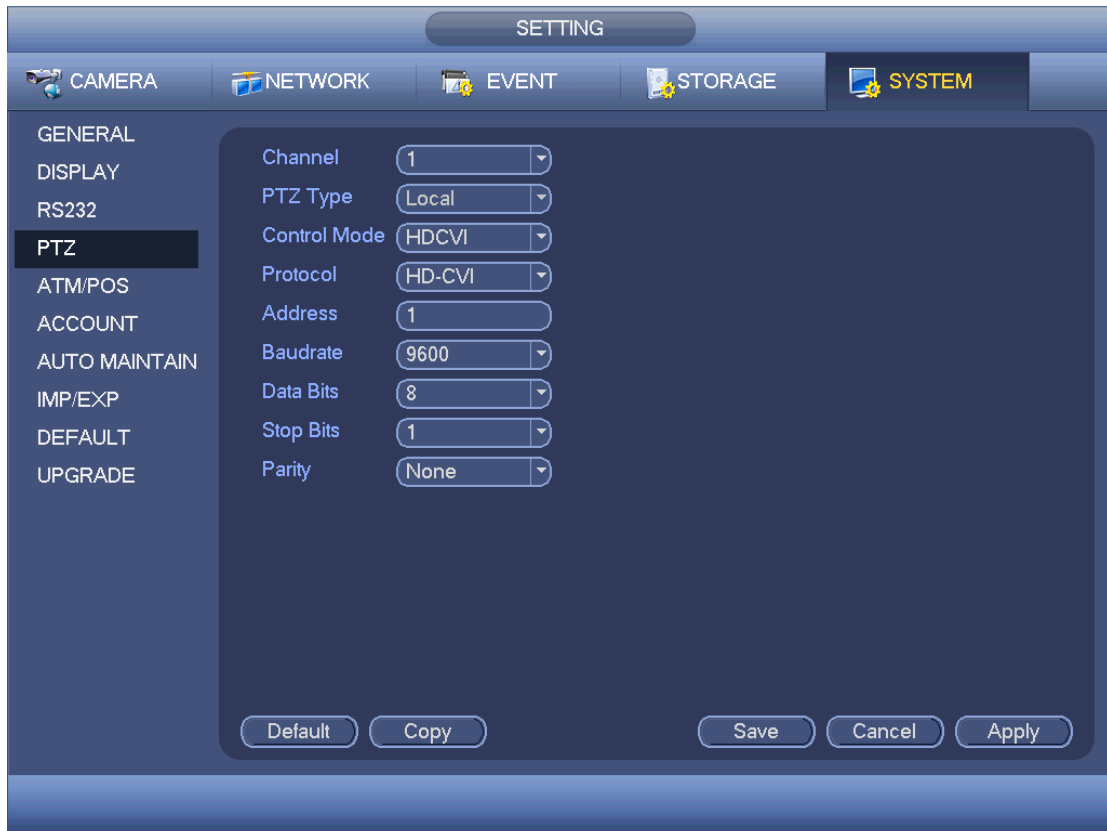 SETTING
CAMERA NETWORK EVENT STORAGE SYSTEM
GENERAL
DISPLAY
RS232
PTZ
ATM/POS
ACCOUNT
AUTO MAINTAIN
IMP/EXP
DEFAULT
UPGRADE
Channel 1
PTZ Type Local
Control Mode HDCVI
Protocol HD-CVI
Address 1
Baudrate 9600
Data Bits 8
Stop Bits 1
Parity None
Default Copy Save Cancel Apply